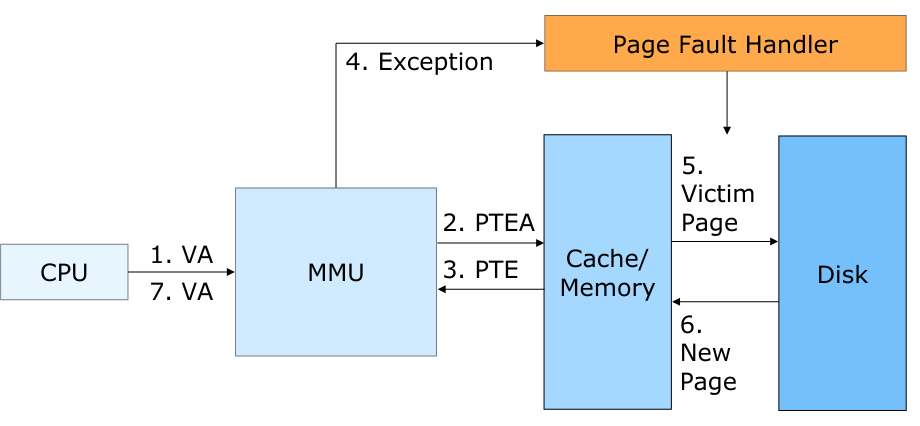 Page Fault Handler
4. Exception
5.
Victim
Page
2. PTEA
1. VA
CPU
MMU
3. PTE
Cache/
Memory
Disk
7. VA
6.
New
Page